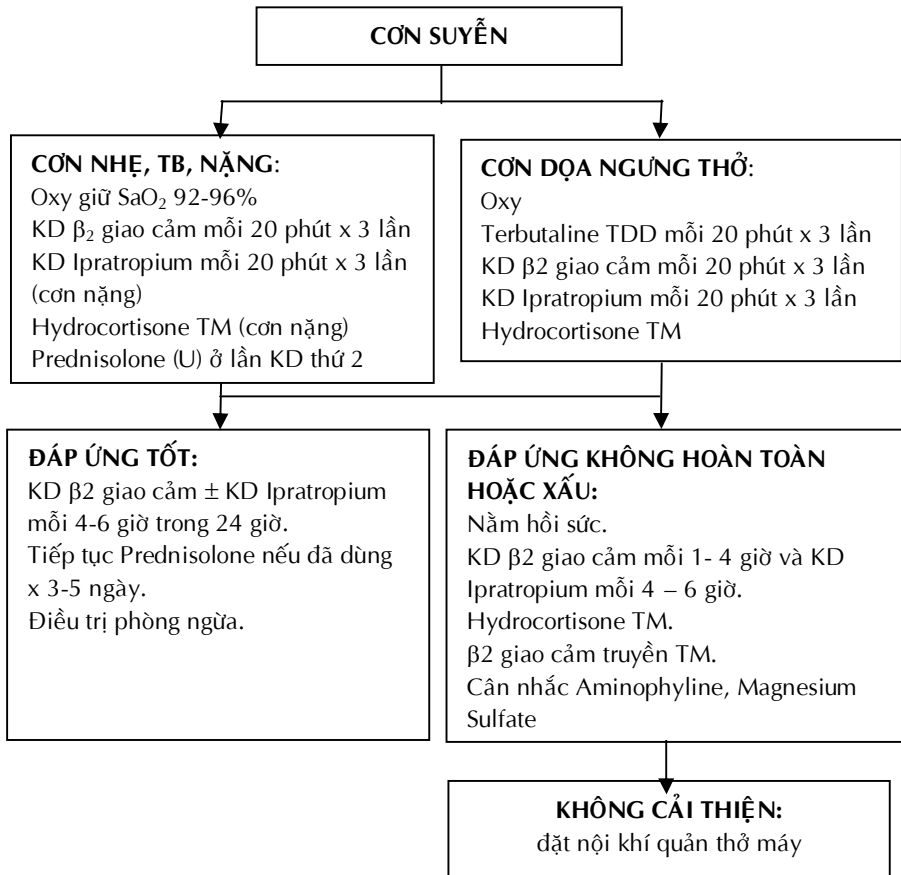 CƠN SUYỄN
CƠN NHẸ, TB, NẶNG:
Oxy giữ SaO₂ 92-96%
KD β₂ giao cảm mỗi 20 phút x 3 lần
KD Ipratropium mỗi 20 phút x 3 lần
(cơn nặng)
Hydrocortisone TM (cơn nặng)
Prednisolone (U) ở lần KD thứ 2
CƠN DỌA NGƯNG THỞ:
Oxy
Terbutaline TDD mỗi 20 phút x 3 lần
KD β2 giao cảm mỗi 20 phút x 3 lần
KD Ipratropium mỗi 20 phút x 3 lần
Hydrocortisone TM
ĐÁP ỨNG TỐT:
KD β2 giao cảm ± KD Ipratropium
mỗi 4-6 giờ trong 24 giờ.
Tiếp tục Prednisolone nếu đã dùng
x 3-5 ngày.
Điều trị phòng ngừa.
ĐÁP ỨNG KHÔNG HOÀN TOÀN
HOẶC XẤU:
Nằm hồi sức.
KD β2 giao cảm mỗi 1- 4 giờ và KD
Ipratropium mỗi 4 – 6 giờ.
Hydrocortisone TM.
β2 giao cảm truyền TM.
Cân nhắc Aminophyline, Magnesium
Sulfate
KHÔNG CẢI THIỆN:
đặt nội khí quản thở máy